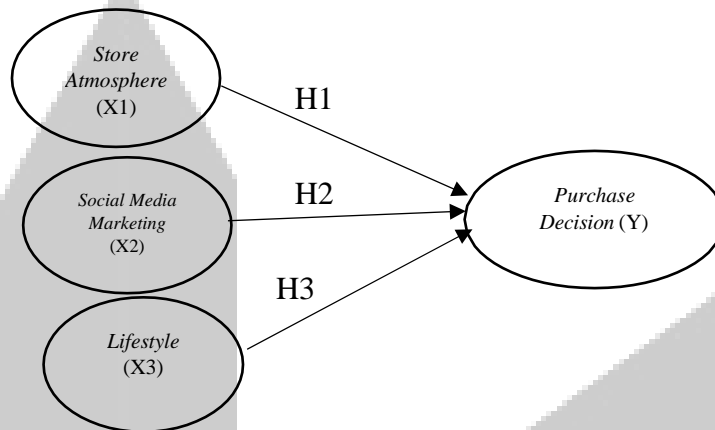 Store
Atmosphere
(X1)
H1
Social Media
Marketing
(X2)
H2
Purchase
Decision (Y)
H3
Lifestyle
(X3)